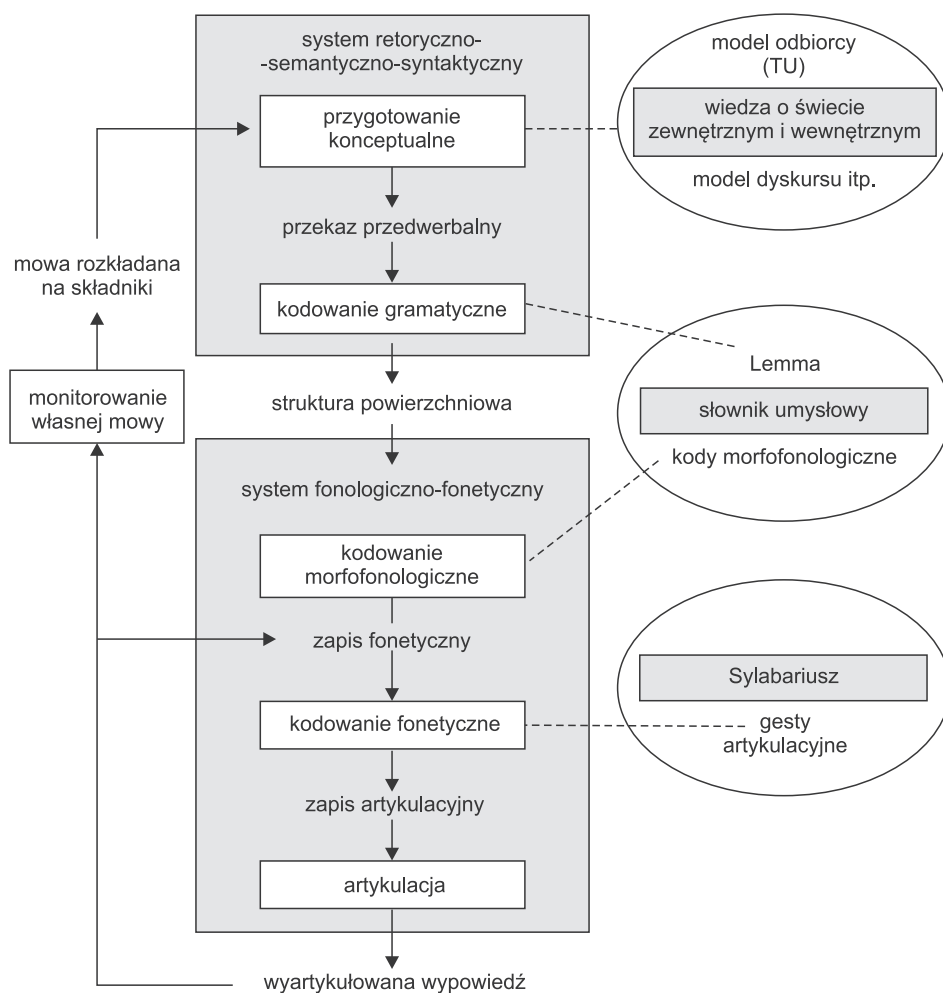 system retoryczno-
-semantyczno-syntaktyczny
przygotowanie
konceptualne
przekaz przedwerbalny
kodowanie gramatyczne
struktura powierzchniowa
system fonologiczno-fonetyczny
kodowanie
morfofonologiczne
zapis fonetyczny
kodowanie fonetyczne
zapis artykulacyjny
artykulacja
wyartykułowana wypowiedź
mowa rozkładana
na składniki
monitorowanie
własnej mowy
model odbiorcy
(TU)
wiedza o świecie
zewnętrznym i wewnętrznym
model dyskursu itp.
Lemma
słownik umysłowy
kody morfofonologiczne
Sylabariusz
gesty
artykulacyjne